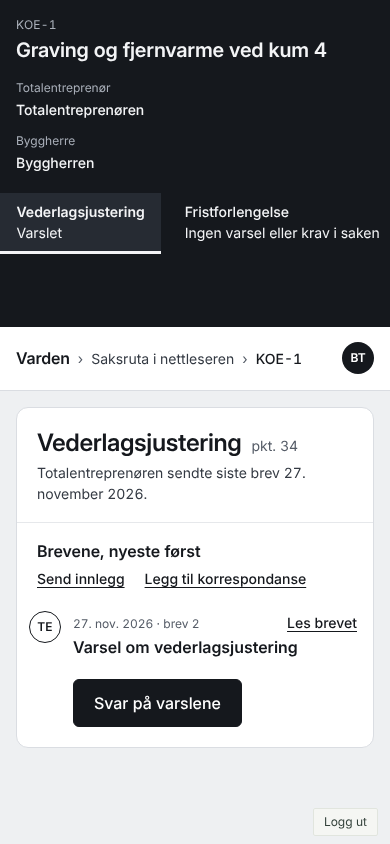 KOE-1
Graving og fjernvarme ved kum 4
Totalentreprenør
Totalentreprenøren
Byggherre
Byggherren
Vederlagsjustering
Varslet
Fristforlengelse
Ingen varsel eller krav i saken
Varden › Saksruta i nettleseren › KOE-1
BT
Vederlagsjustering pkt. 34
Totalentreprenøren sendte siste brev 27.
november 2026.
Brevene, nyeste først
Send innlegg Legg til korrespondanse
TE
27. nov. 2026 · brev 2 Les brevet
Varsel om vederlagsjustering
Svar på varslene
Logg ut